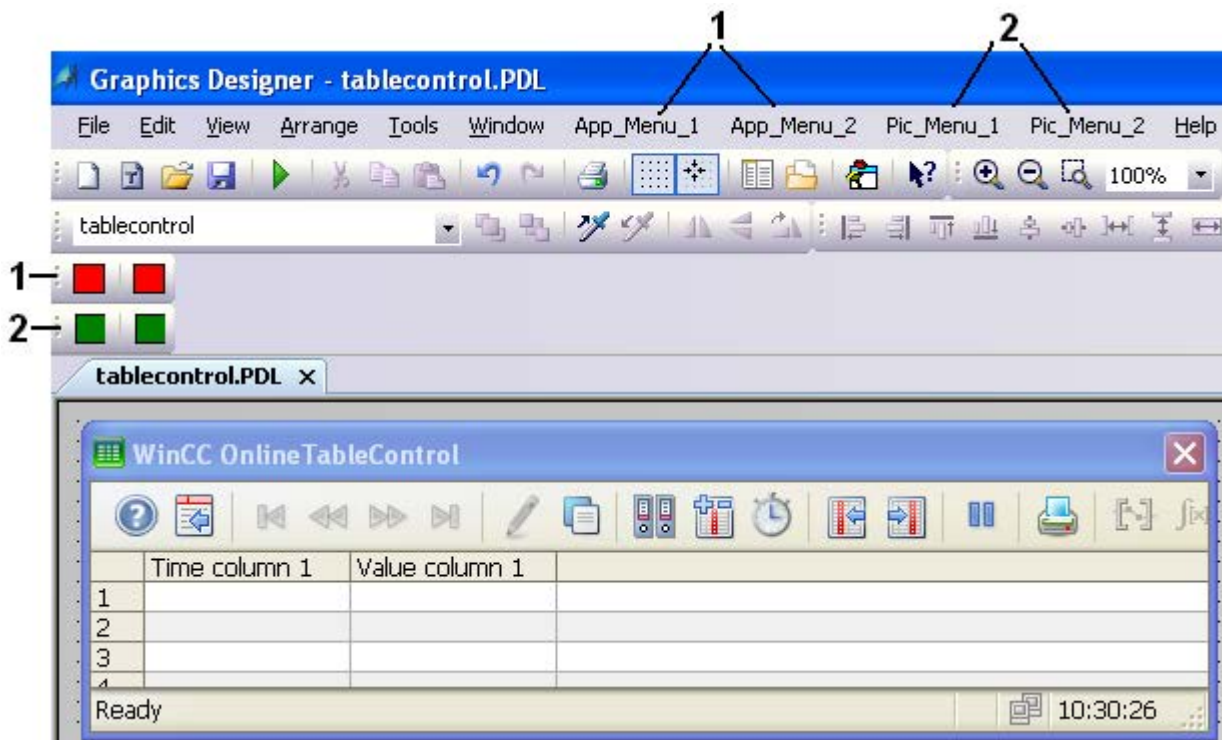 1 2
Graphics Designer - tablecontrol.PDL
File Edit View Arrange Tools Window App_Menu_1 App_Menu_2 Pic_Menu_1 Pic_Menu_2 Help
100%
tablecontrol
1
2
tablecontrol.PDL X
WinCC OnlineTableControl
Time column 1 Value column 1
1
2
3
4
Ready 10:30:26